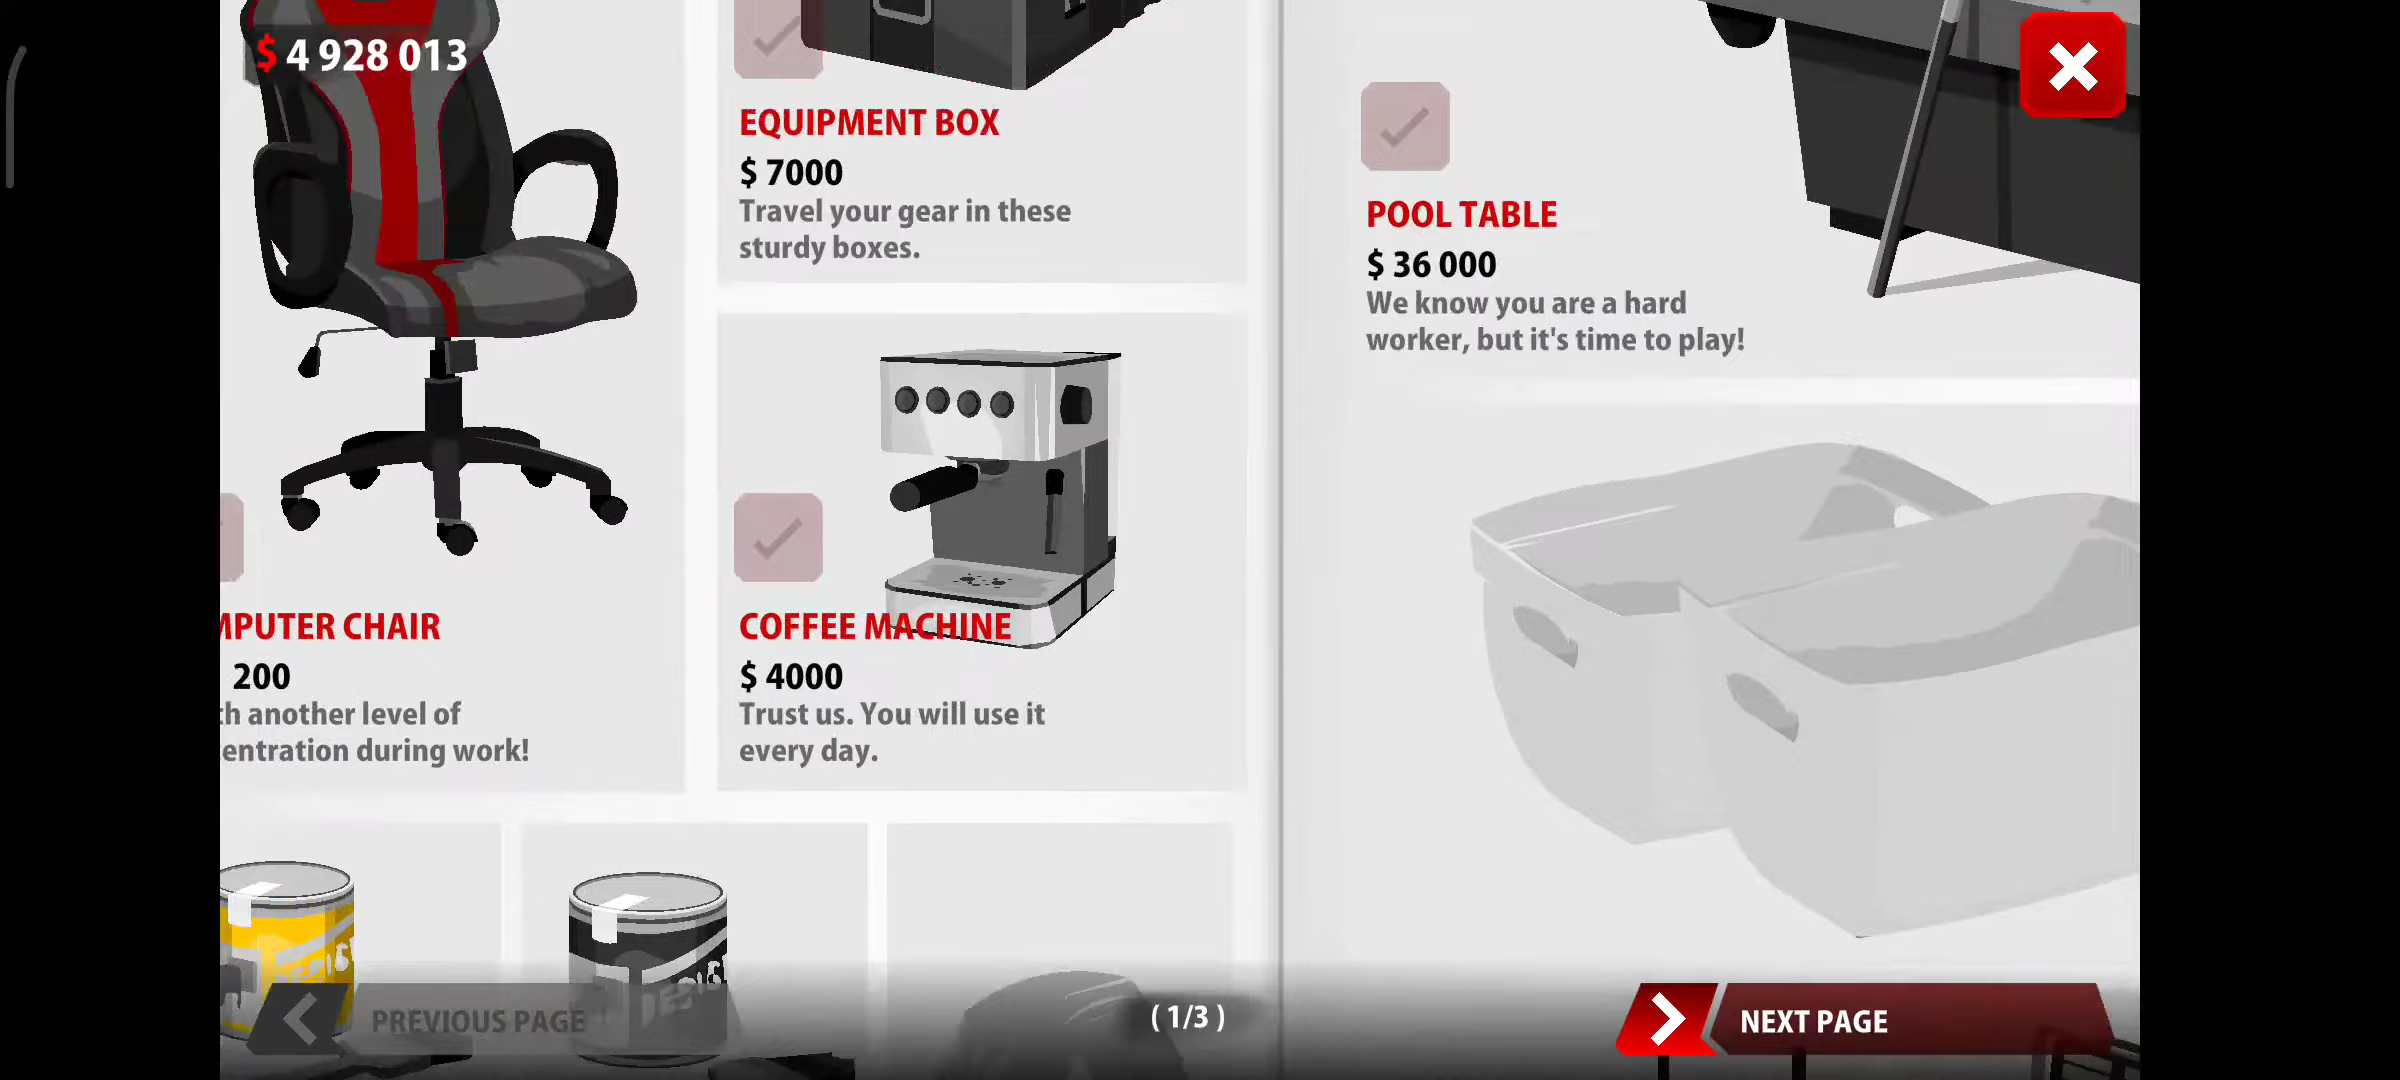 $ 4 928 013
EQUIPMENT BOX
$ 7000
Travel your gear in these
sturdy boxes.
POOL TABLE
$ 36 000
We know you are a hard
worker, but it's time to play!
MPUTER CHAIR
200
ch another level of
entration during work!
COFFEE MACHINE
$ 4000
Trust us. You will use it
every day.
PREVIOUS PAGE
( 1/3 )
NEXT PAGE